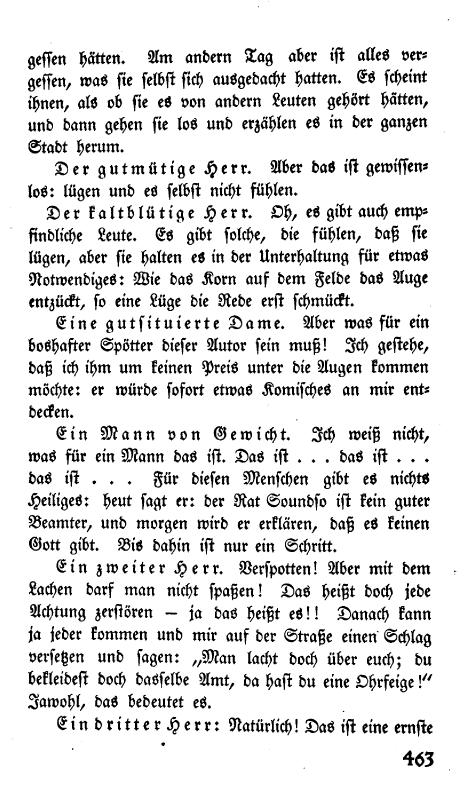 gessen hätten. Am andern Tag aber ist alles ver-
gessen, was sie selbst sich ausgedacht hatten. Es scheint
ihnen, als ob sie es von andern Leuten gehört hätten,
und dann gehen sie los und erzählen es in der ganzen
Stadt herum.
Der gutmütige Herr. Aber das ist gewissen-
los: lügen und es selbst nicht fühlen.
Der kaltblütige Herr. Oh, es gibt auch emp-
findliche Leute. Es gibt solche, die fühlen, daß sie
lügen, aber sie halten es in der Unterhaltung für etwas
Notwendiges: Wie das Korn auf dem Felde das Auge
entzückt, so eine Lüge die Rede erst schmückt.
Eine gutsituierte Dame. Aber was für ein
boshafter Spötter dieser Autor sein muß! Ich gestehe,
daß ich ihm um keinen Preis unter die Augen kommen
möchte: er würde sofort etwas Komisches an mir ent-
decken.
Ein Mann von Gewicht. Ich weiß nicht,
was für ein Mann das ist. Das ist . . . das ist . . .
das ist . . . Für diesen Menschen gibt es nichts
Heiliges: heut sagt er: der Rat Soundso ist kein guter
Beamter, und morgen wird er erklären, daß es keinen
Gott gibt. Bis dahin ist nur ein Schritt.
Ein zweiter Herr. Verspotten! Aber mit dem
Lachen darf man nicht spaßen! Das heißt doch jede
Achtung zerstören — ja das heißt es!! Danach kann
ja jeder kommen und mir auf der Straße einen Schlag
versetzen und sagen: „Man lacht doch über euch; du
bekleidest doch dasselbe Amt, da hast du eine Ohrfeige!“
Jawohl, das bedeutet es.
Ein dritter Herr: Natürlich! Das ist eine ernste
463